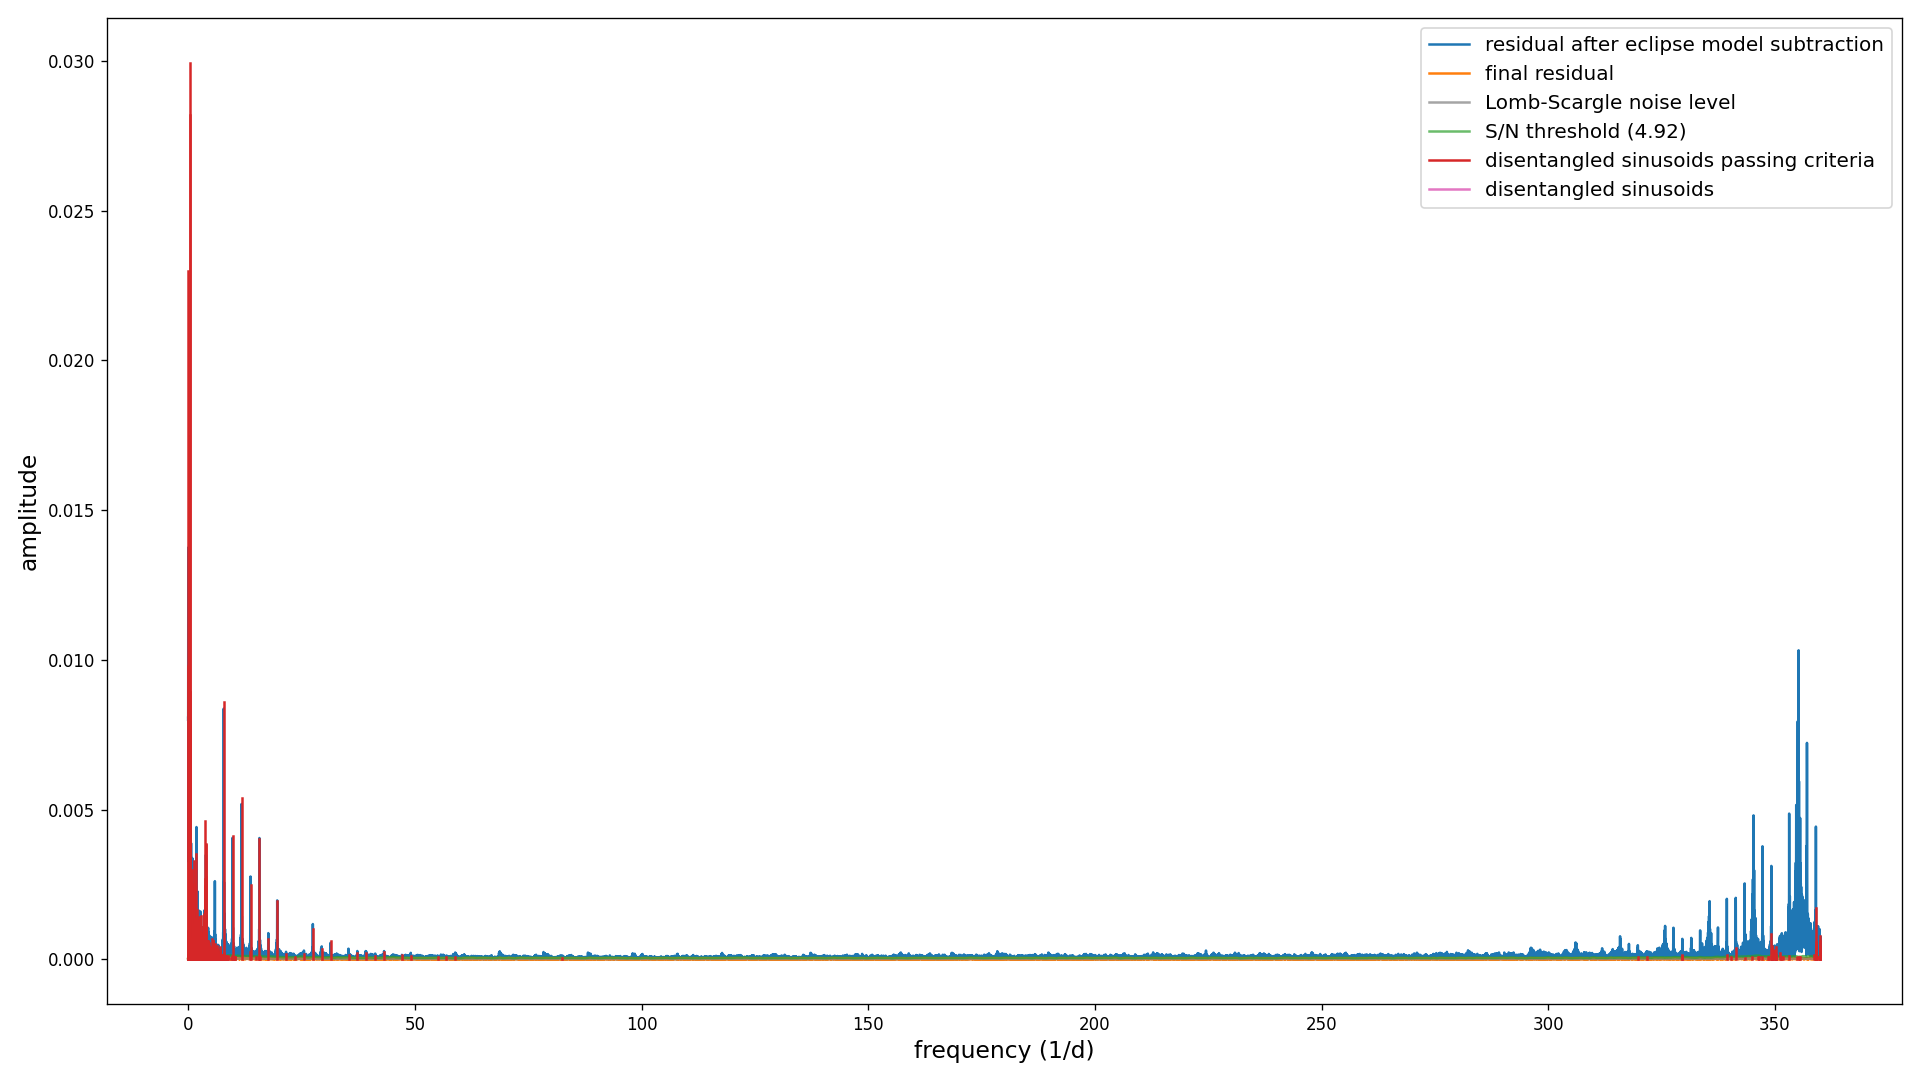 residual after eclipse model subtraction
final residual
Lomb-Scargle noise level
S/N threshold (4.92)
disentangled sinusoids passing criteria
disentangled sinusoids
0.030
0.025
0.020
0.015
0.010
0.005
0.000
amplitude
0 50 100 150 200 250 300 350
frequency (1/d)